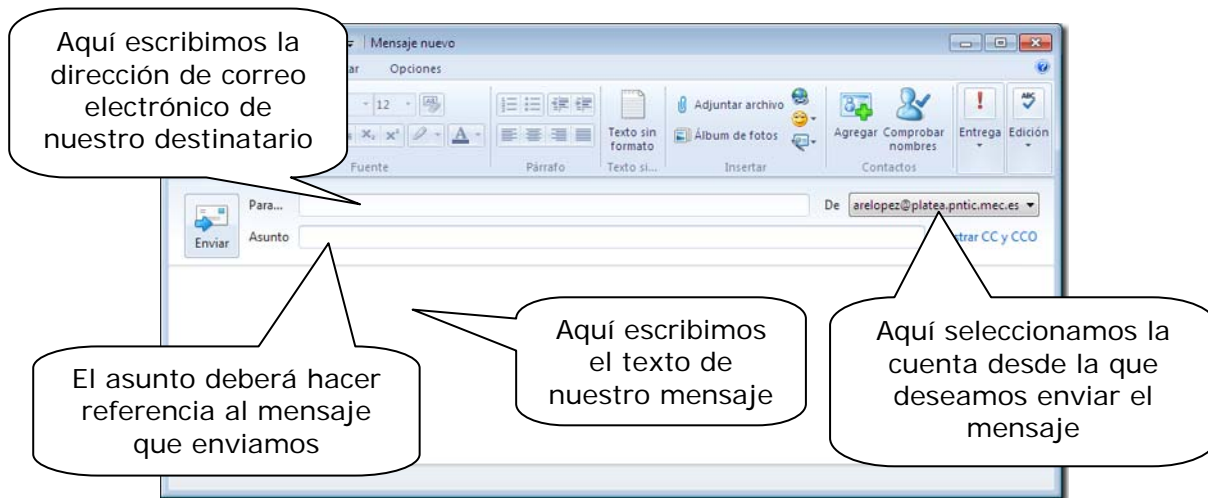 Aquí escribimos la
dirección de correo
electrónico de
nuestro destinatario
Mensaje nuevo
Opciones
12
Adjuntar archivo
Álbum de fotos
Texto sin
formato
Agregar
Comprobar
nombres
Entrega
Edición
Fuente
Párrafo
Texto si...
Insertar
Contactos
Enviar
Para...
De
arelopez@platea.pntic.mec.es
Asunto
strar CC y CCO
El asunto deberá hacer
referencia al mensaje
que enviamos
Aquí escribimos
el texto de
nuestro mensaje
Aquí seleccionamos la
cuenta desde la que
deseamos enviar el
mensaje